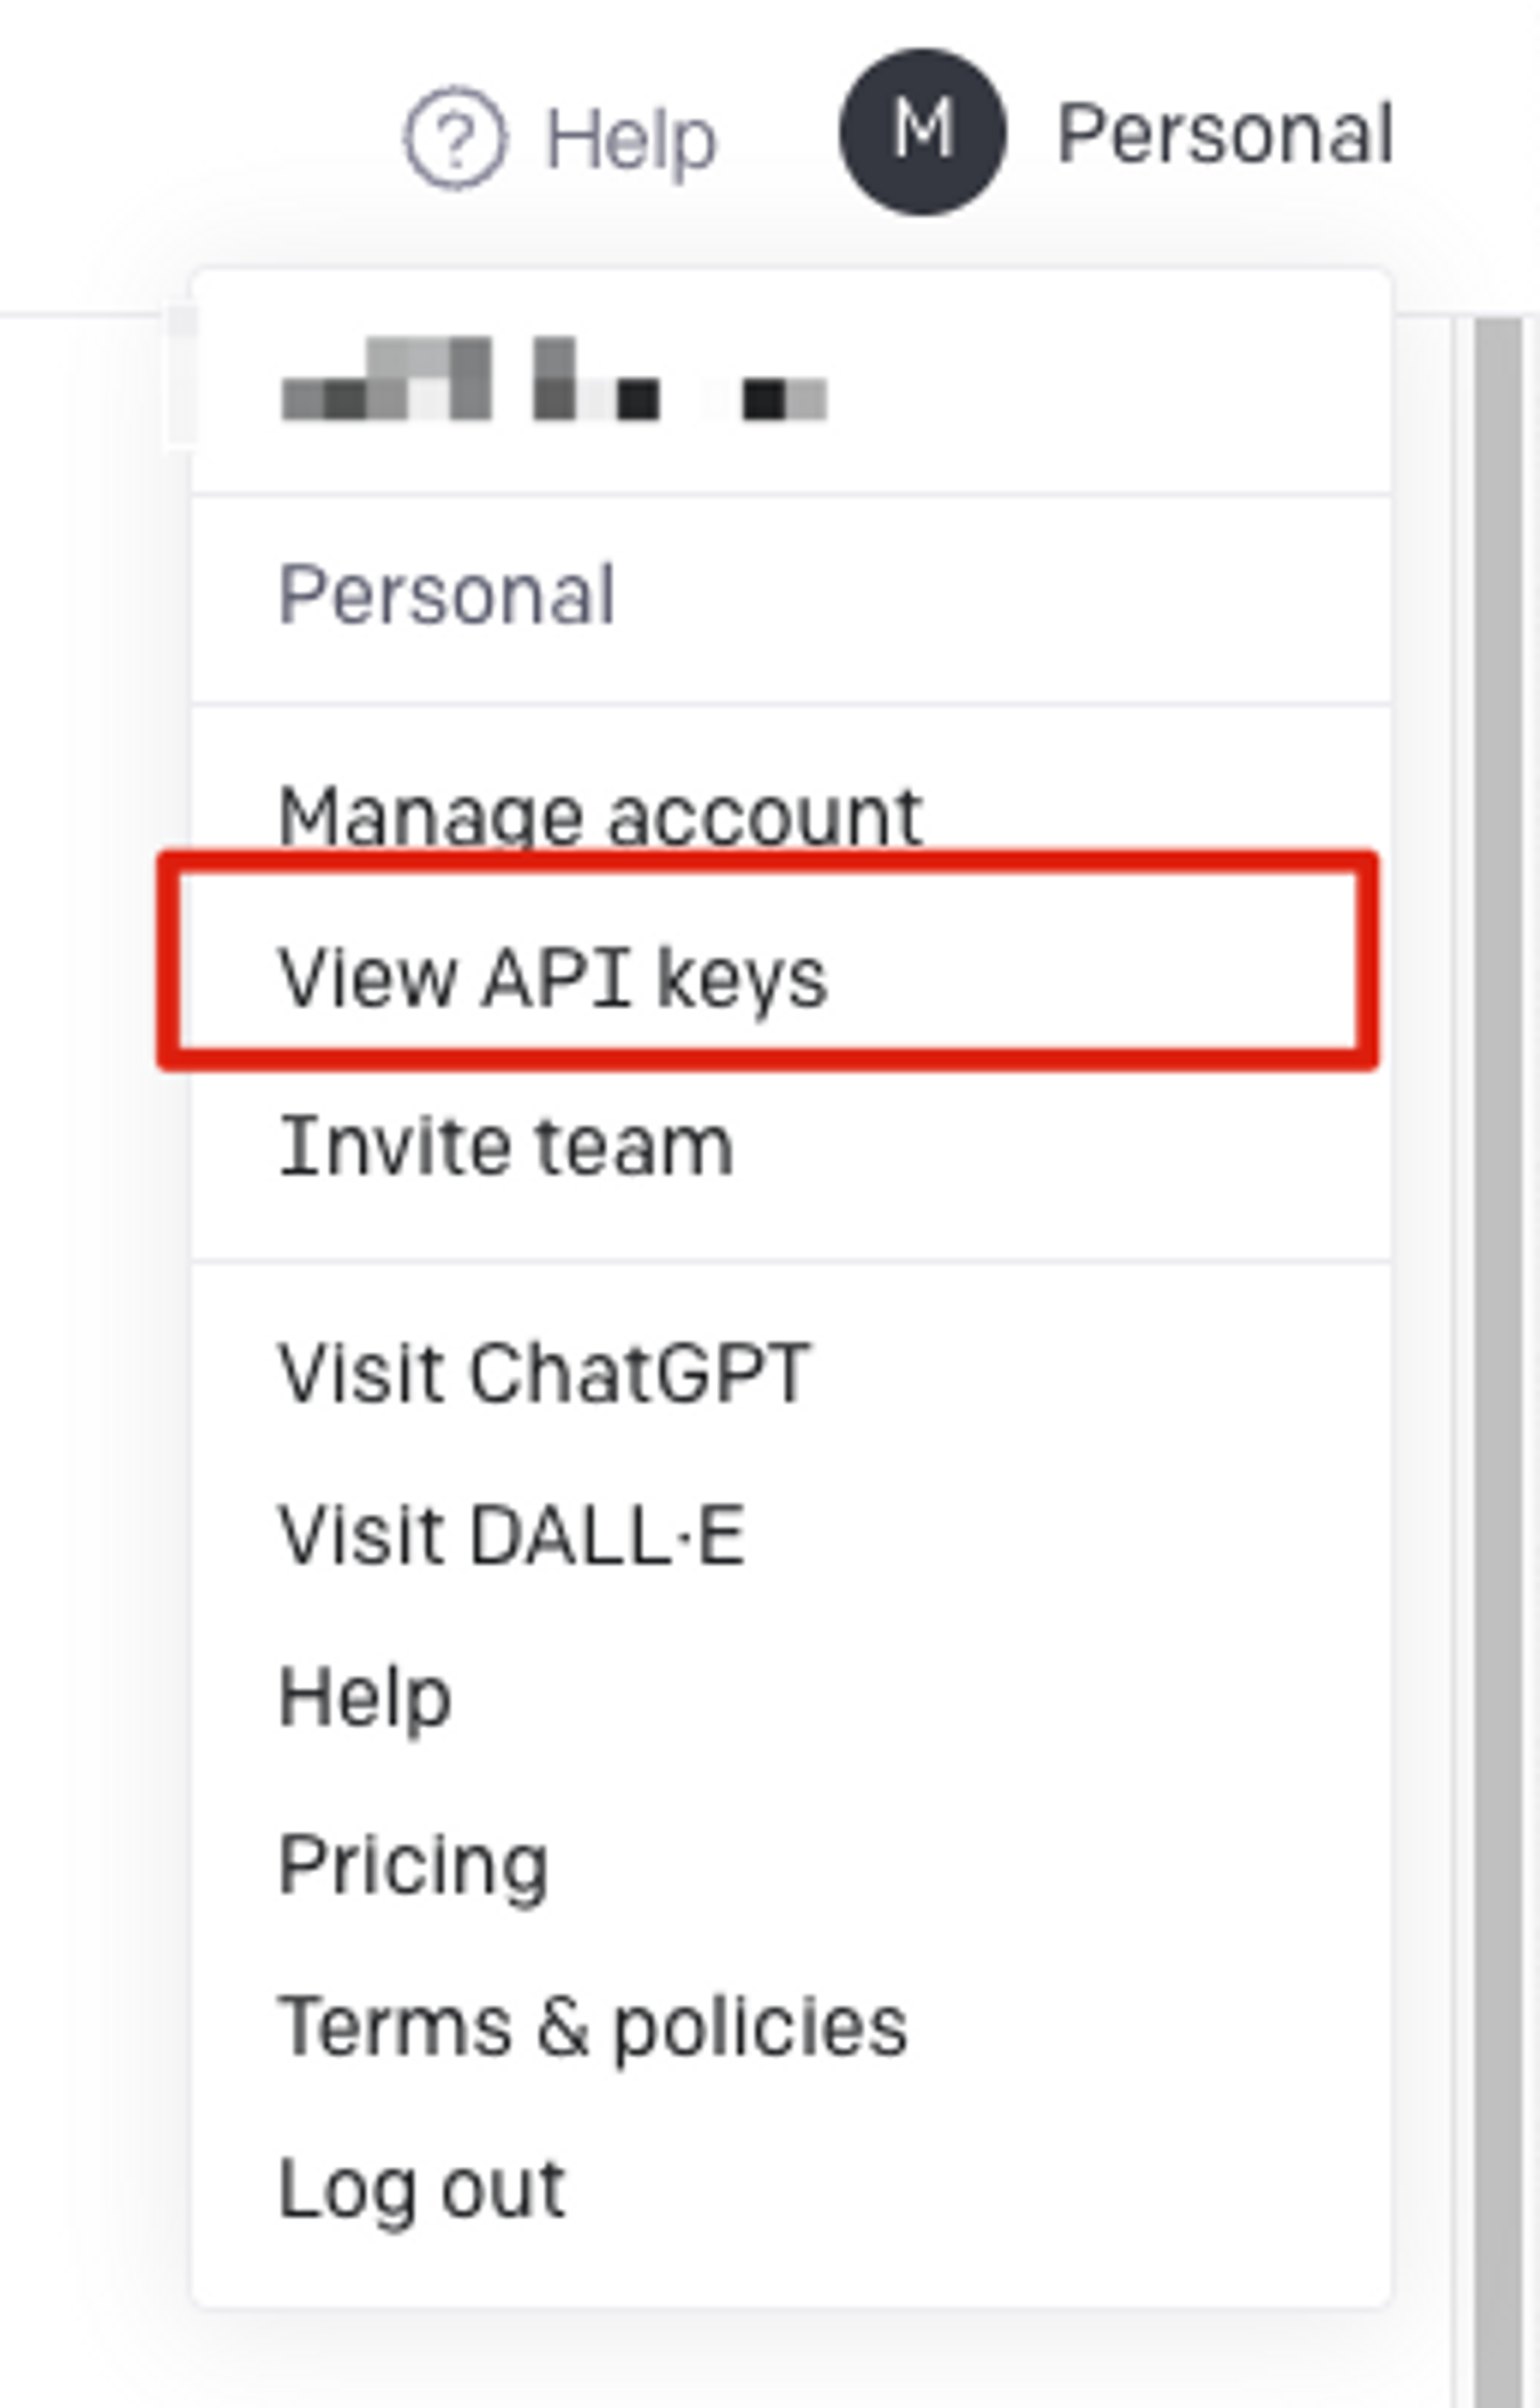 ? Help M Personal
Personal
Manage account
View API keys
Invite team
Visit ChatGPT
Visit DALL·E
Help
Pricing
Terms & policies
Log out